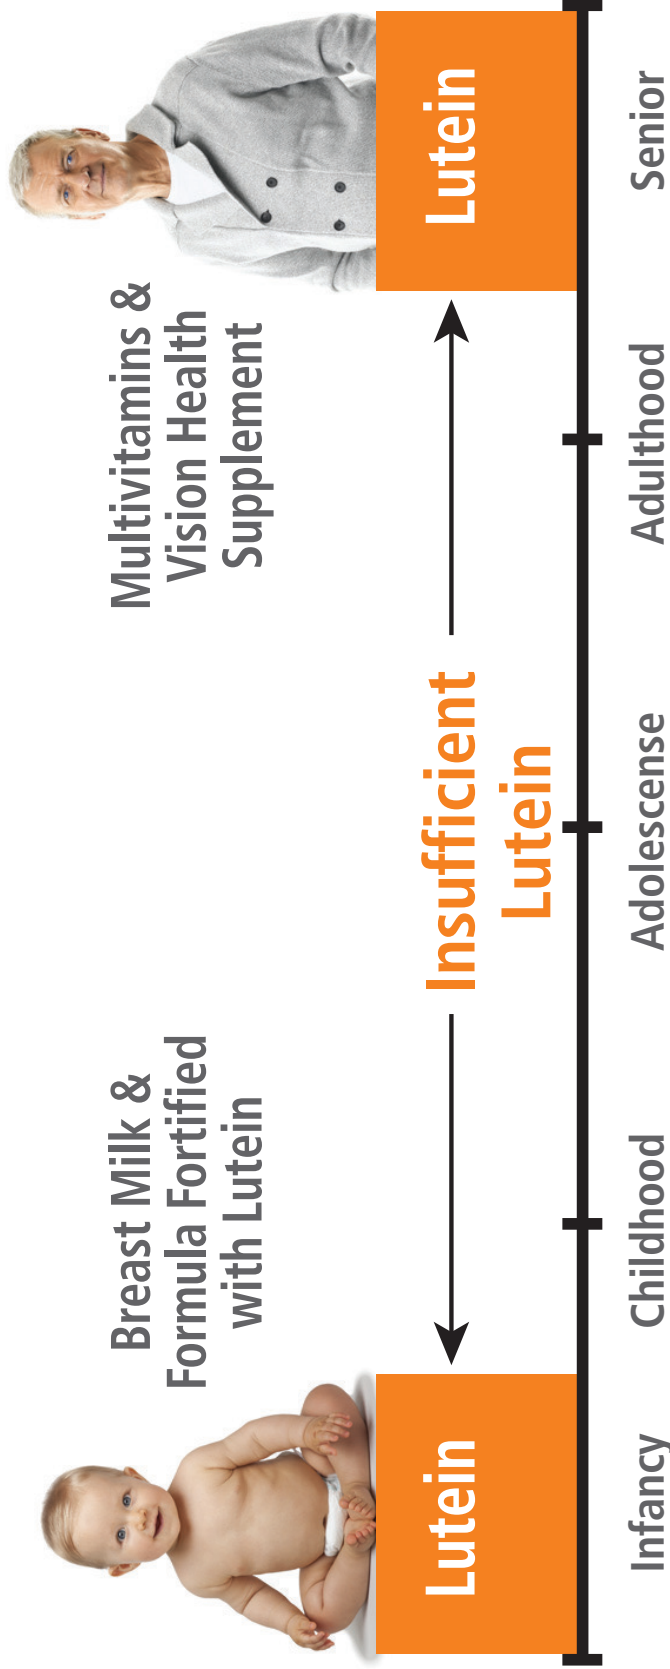 Breast Milk &
Formula Fortified
with Lutein
Multivitamins &
Vision Health
Supplement
Lutein
Insufficient
Lutein
Lutein
Infancy
Childhood
Adolescense
Adulthood
Senior